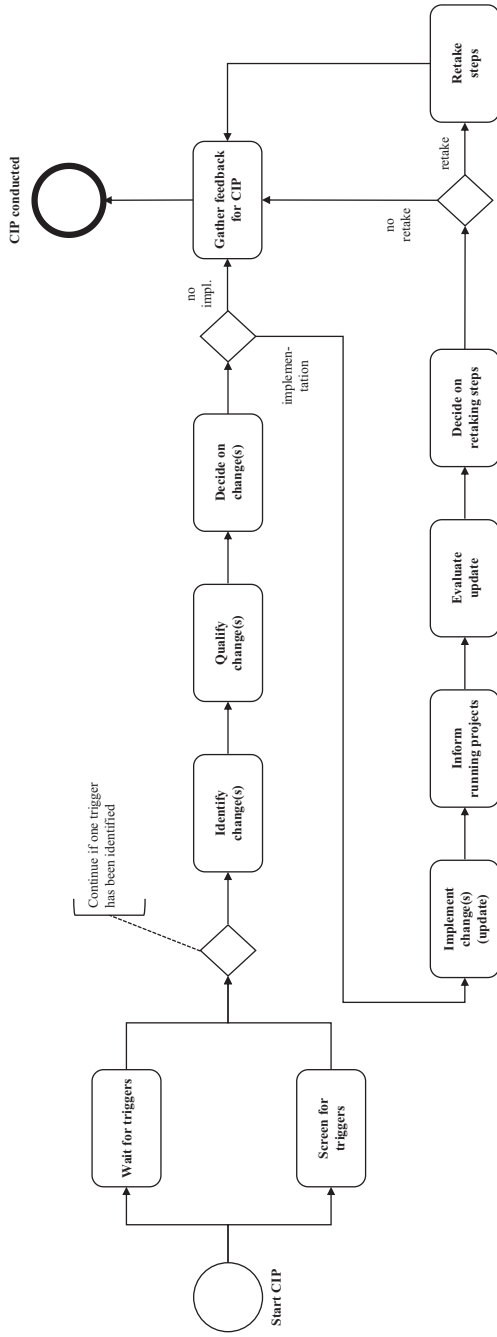 Start CIP
Wait for triggers
Screen for
triggers
Continue if one trigger
has been identified
Identify
change(s)
Qualify
change(s)
Decide on
change(s)
no
impl.
implemen-
tation
Gather feedback
for CIP
CIP conducted
Implement
change(s)
(update)
Inform
running projects
Evaluate
update
Decide on
retaking steps
no
retake
retake
Retake
steps